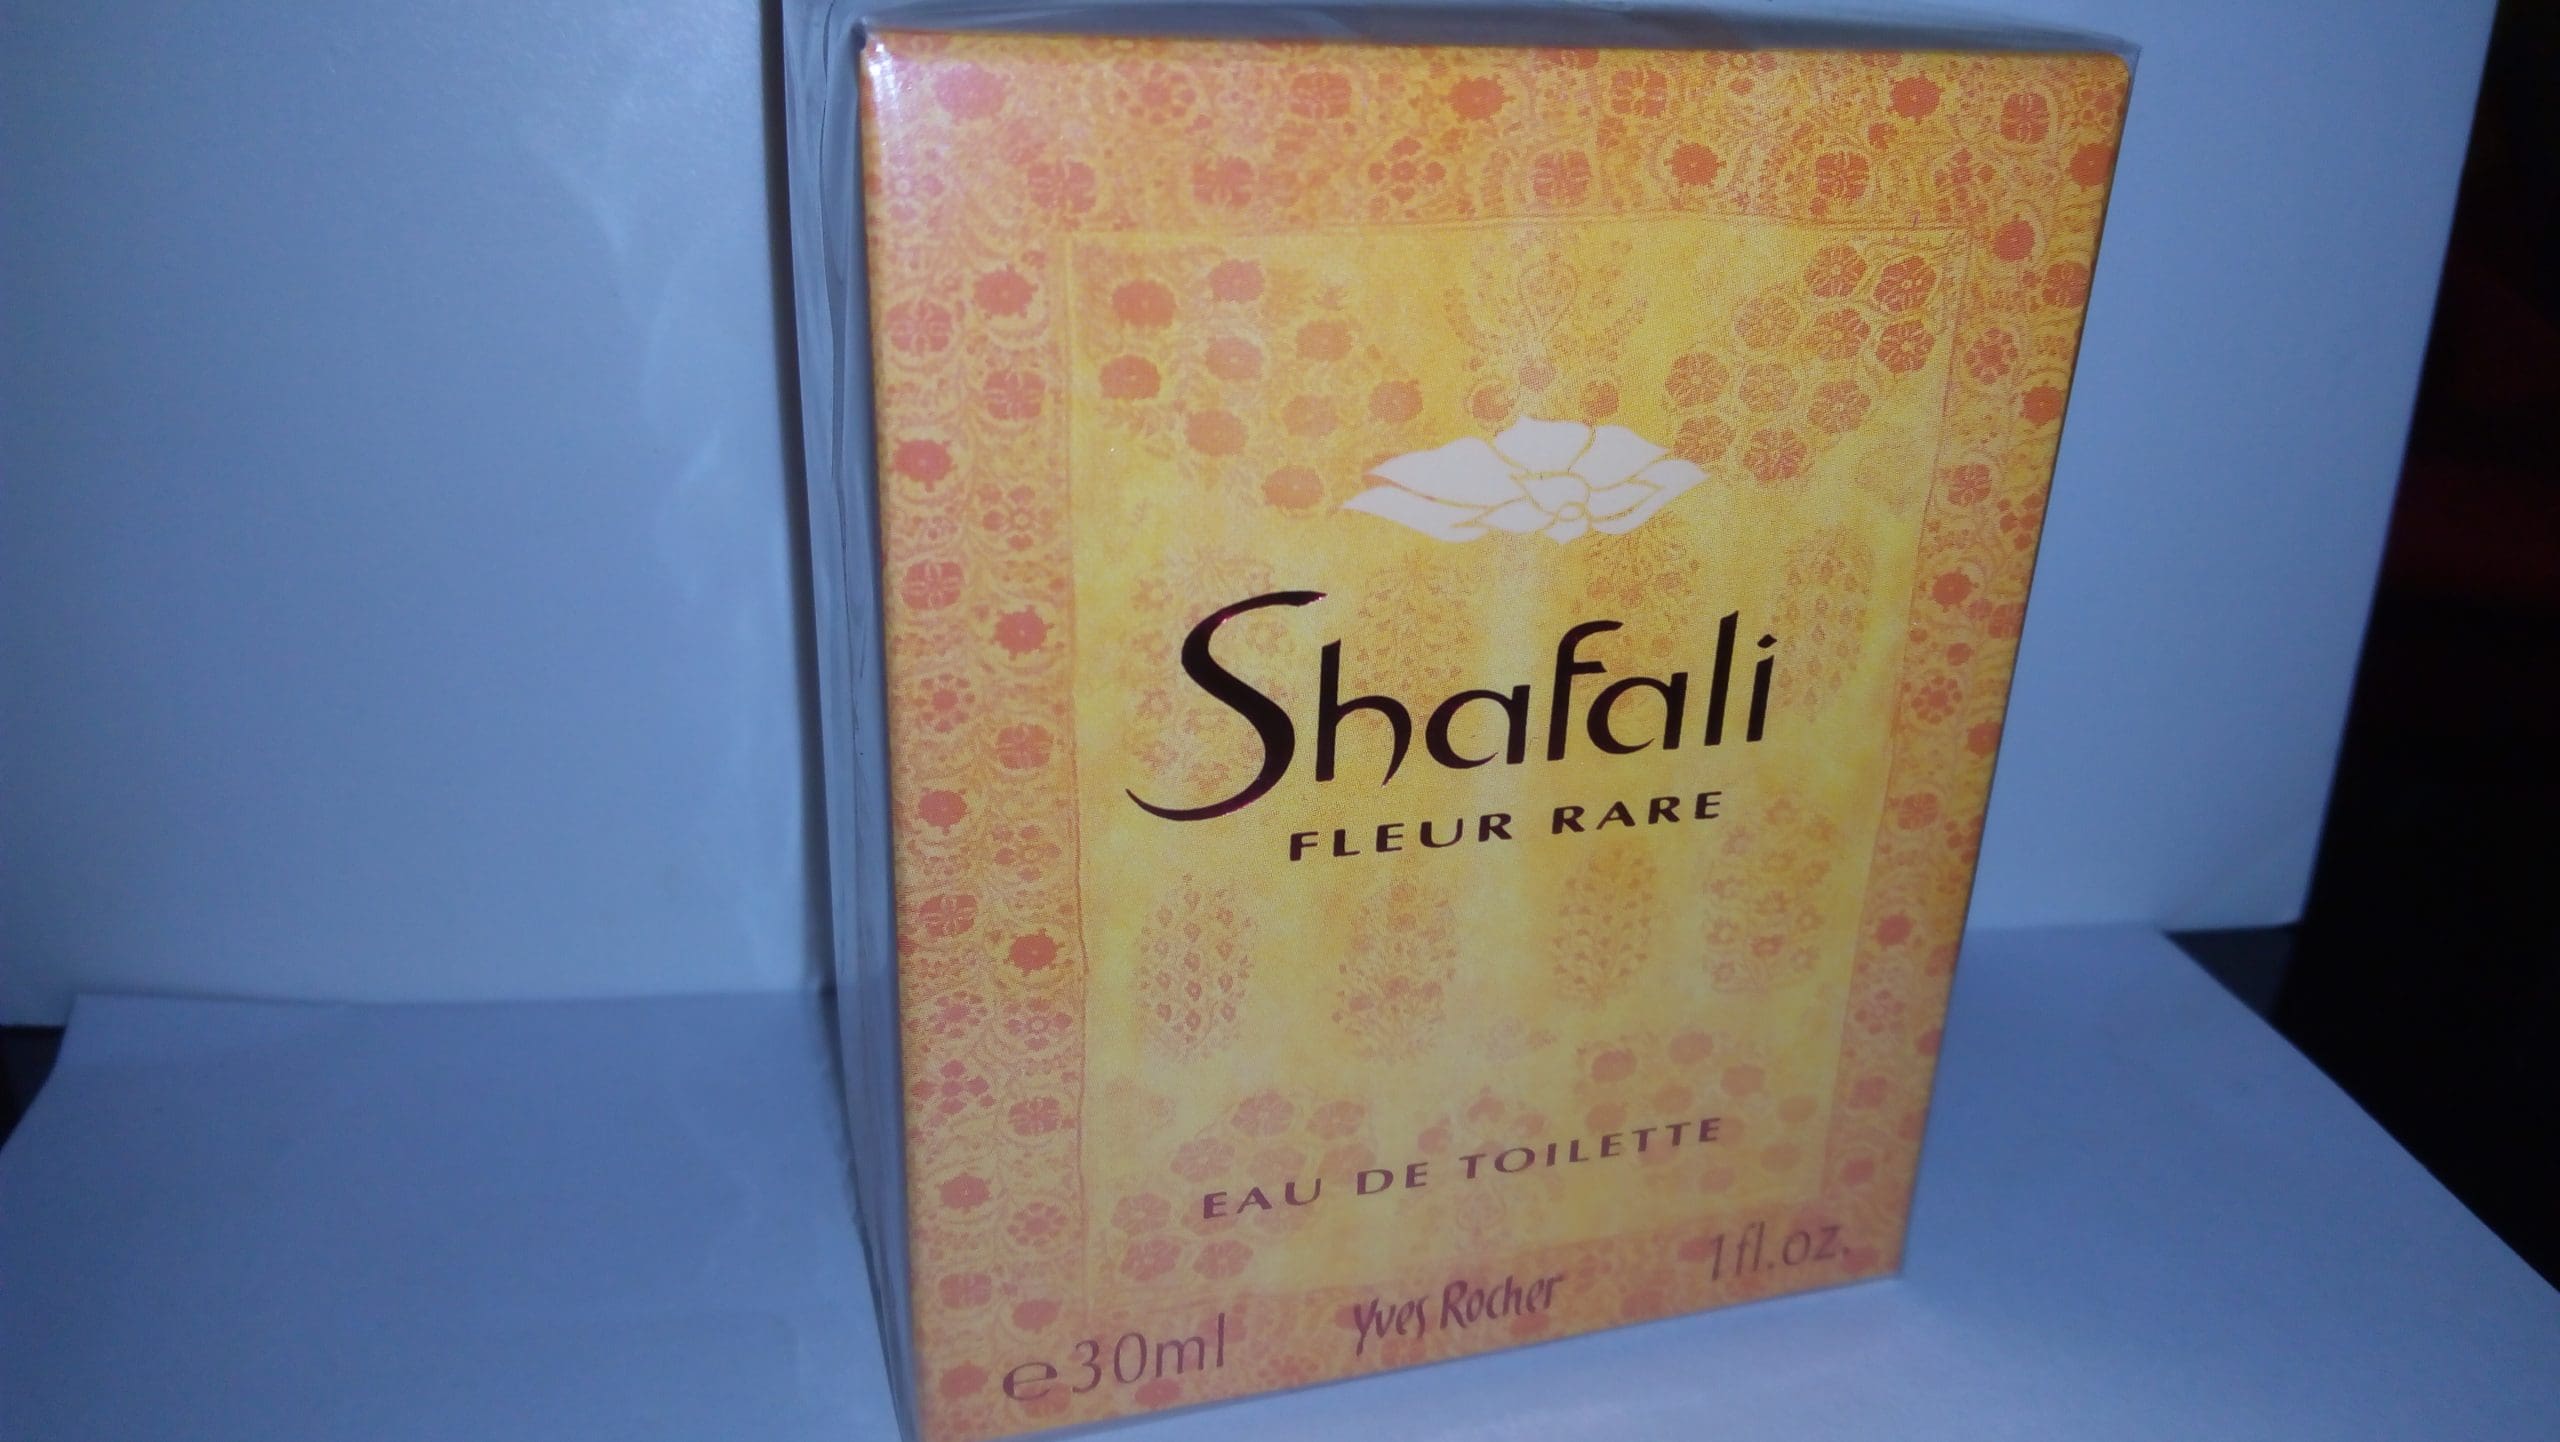 Shafali
FLEUR RARE
EAU DE TOILETTE
e30ml Yves Rocher 1fl.oz.